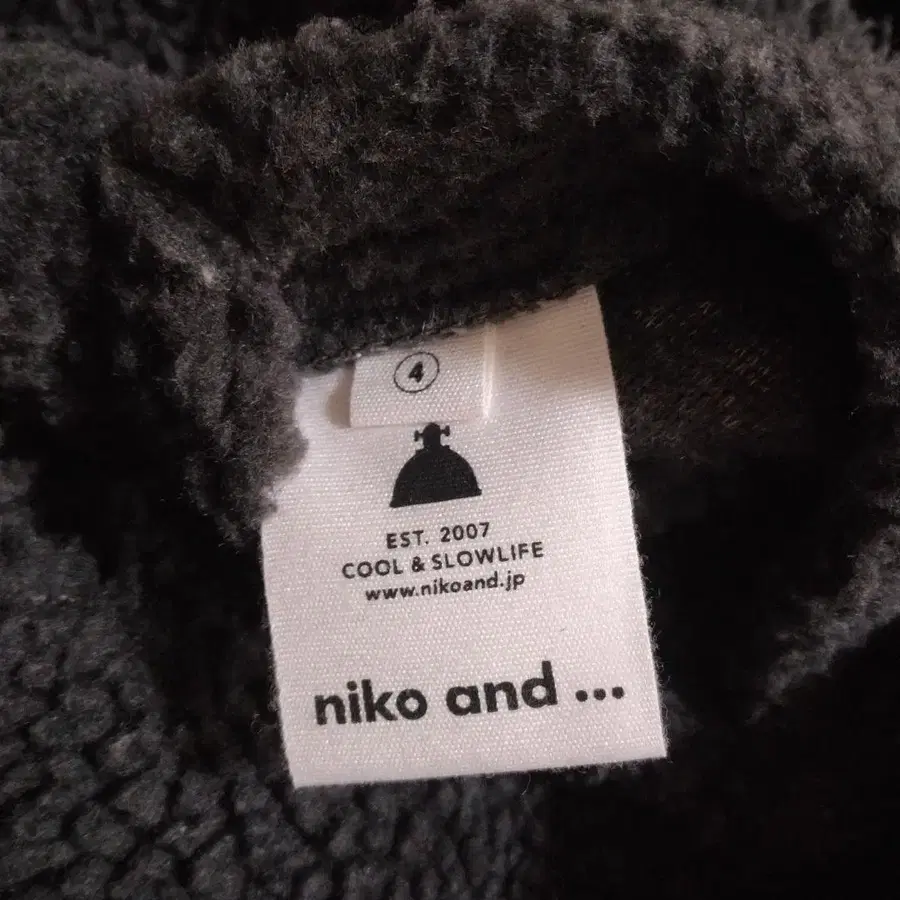 4
EST. 2007
COOL & SLOWLIFE
www.nikoand.jp
niko and ...